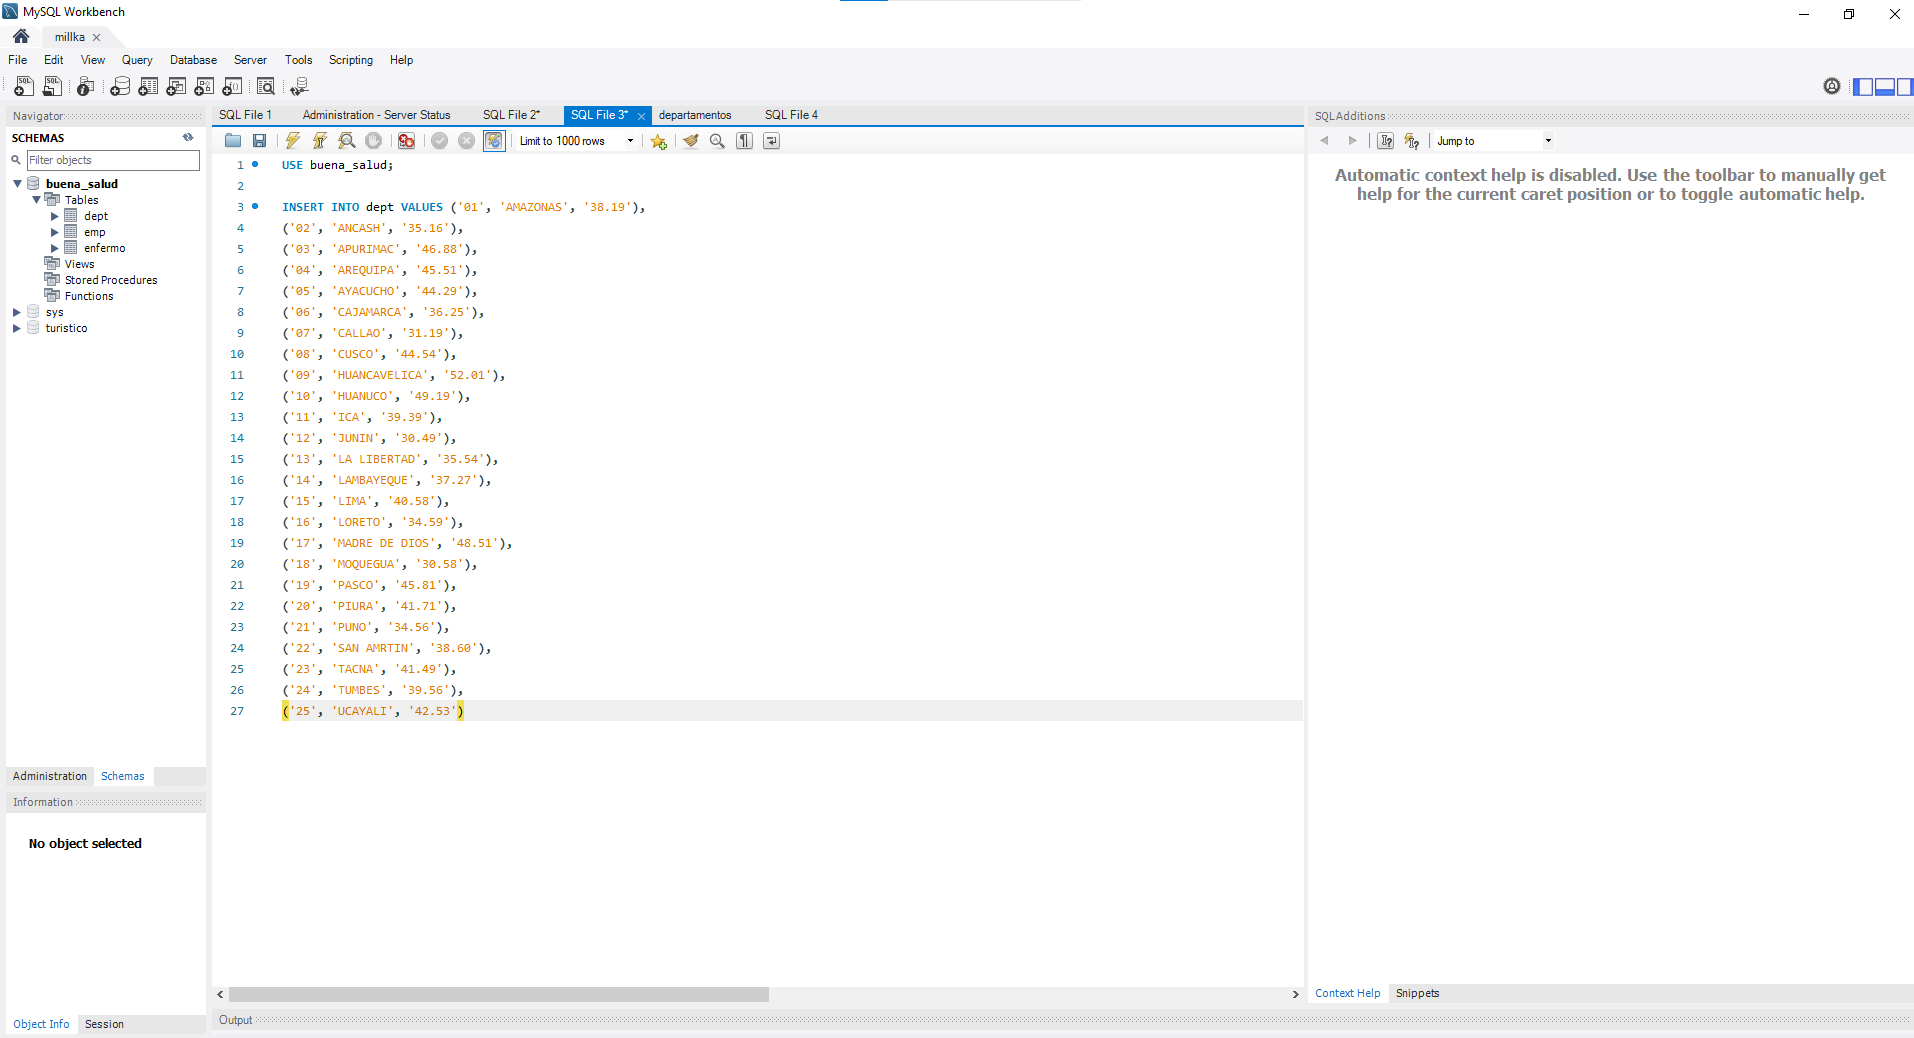 MySQL Workbench
millka
File Edit View Query Database Server Tools Scripting Help
Navigator
SCHEMAS
Filter objects
buena_salud
Tables
dept
emp
enfermo
Views
Stored Procedures
Functions
sys
turistico
Administration Schemas
Information
No object selected
Object Info Session
SQL File 1 Administration - Server Status SQL File 2* SQL File 3* departamentos SQL File 4
Limit to 1000 rows
1 USE buena_salud;
2
3 INSERT INTO dept VALUES ('01', 'AMAZONAS', '38.19'),
4 ('02', 'ANCASH', '35.16'),
5 ('03', 'APURIMAC', '46.88'),
6 ('04', 'AREQUIPA', '45.51'),
7 ('05', 'AYACUCHO', '44.29'),
8 ('06', 'CAJAMARCA', '36.25'),
9 ('07', 'CALLAO', '31.19'),
10 ('08', 'CUSCO', '44.54'),
11 ('09', 'HUANCAVELICA', '52.01'),
12 ('10', 'HUANUCO', '49.19'),
13 ('11', 'ICA', '39.39'),
14 ('12', 'JUNIN', '30.49'),
15 ('13', 'LA LIBERTAD', '35.54'),
16 ('14', 'LAMBAYEQUE', '37.27'),
17 ('15', 'LIMA', '40.58'),
18 ('16', 'LORETO', '34.59'),
19 ('17', 'MADRE DE DIOS', '48.51'),
20 ('18', 'MOQUEGUA', '30.58'),
21 ('19', 'PASCO', '45.81'),
22 ('20', 'PIURA', '41.71'),
23 ('21', 'PUNO', '34.56'),
24 ('22', 'SAN AMRTIN', '38.60'),
25 ('23', 'TACNA', '41.49'),
26 ('24', 'TUMBES', '39.56'),
27 ('25', 'UCAYALI', '42.53')
Output
SQLAdditions
Jump to
Automatic context help is disabled. Use the toolbar to manually get
help for the current caret position or to toggle automatic help.
Context Help Snippets